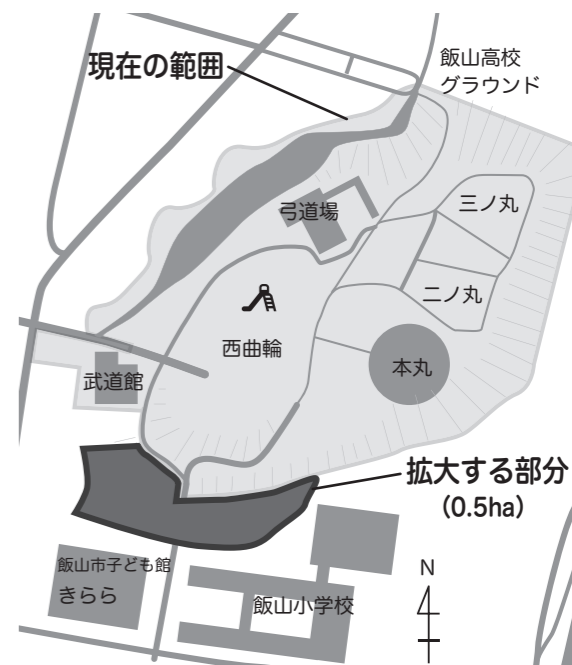 現在の範囲
飯山高校
グラウンド
弓道場
三ノ丸
二ノ丸
西曲輪
本丸
武道館
拡大する部分
（0.5ha）
飯山市子ども館
きらら
飯山小学校
N